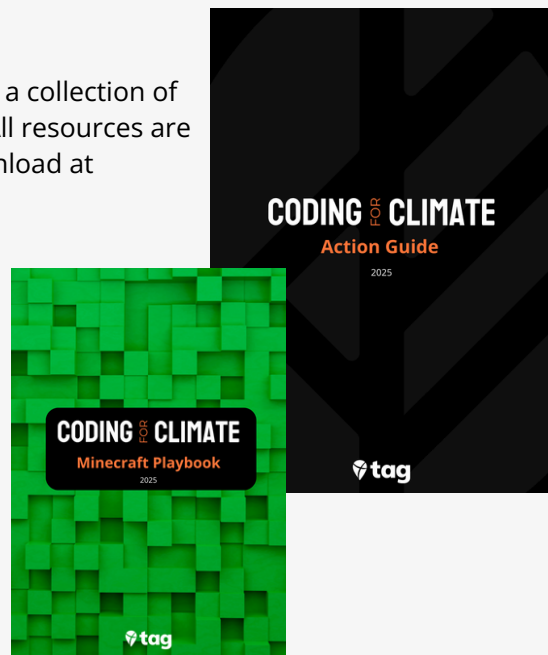 a collection of
ll resources are
nload at
CODING FOR CLIMATE
Action Guide
2025
tag
CODING FOR CLIMATE
Minecraft Playbook
2025
tag